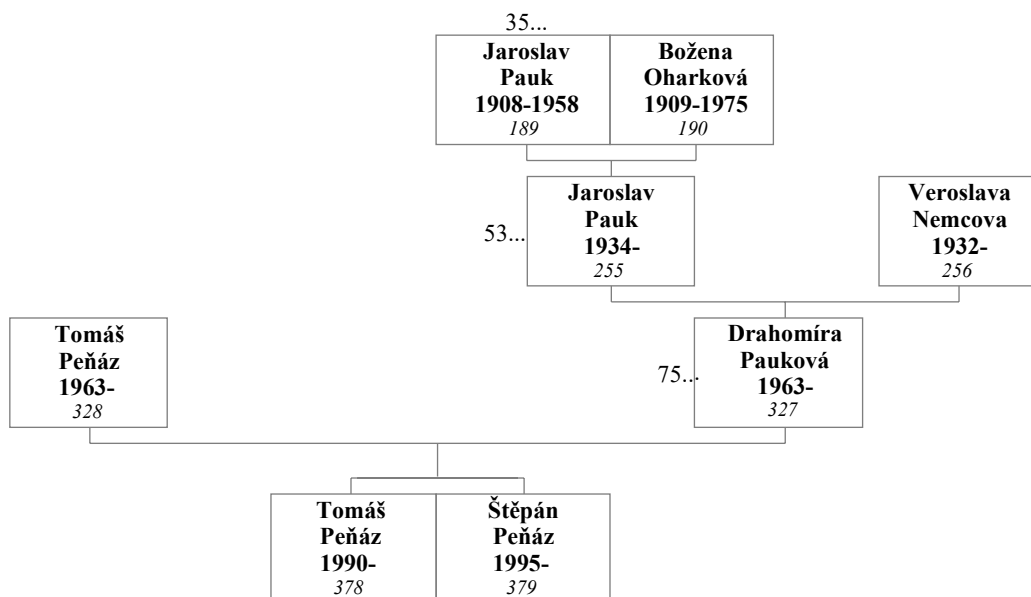 35...
Jaroslav
Pauk
1908-1958
189
Božena
Oharková
1909-1975
190
53...
Jaroslav
Pauk
1934-
255
Veroslava
Nemcova
1932-
256
Tomáš
Peňáz
1963-
328
75...
Drahomíra
Pauková
1963-
327
Tomáš
Peňáz
1990-
378
Štěpán
Peňáz
1995-
379